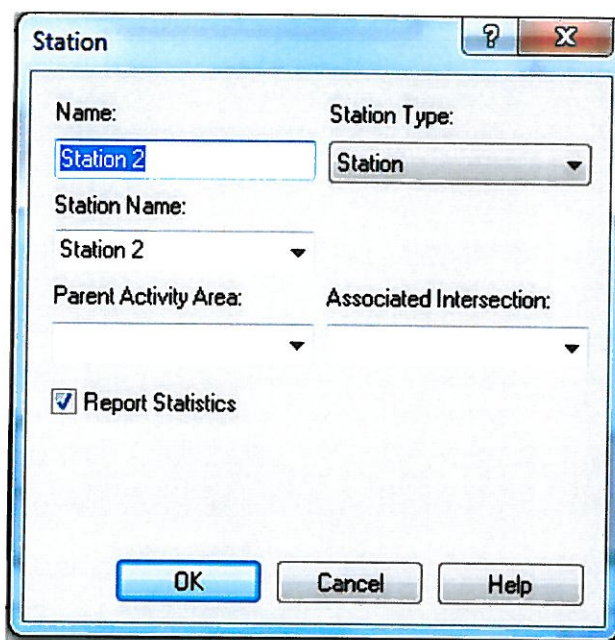 Station
Name:
Station Type:
Station 2
Station
Station Name:
Station 2
Parent Activity Area:
Associated Intersection:
Report Statistics
OK
Cancel
Help